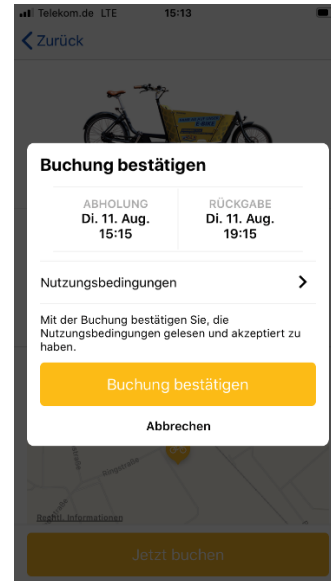 Telekom.de LTE 15:13
Zurück
Buchung bestätigen
ABHOLUNG
Di. 11. Aug.
15:15
RÜCKGABE
Di. 11. Aug.
19:15
Nutzungsbedingungen
Mit der Buchung bestätigen Sie, die
Nutzungsbedingungen gelesen und akzeptiert zu
haben.
Buchung bestätigen
Abbrechen
Ringstraße
Rechtl. Informationen
Jetzt buchen